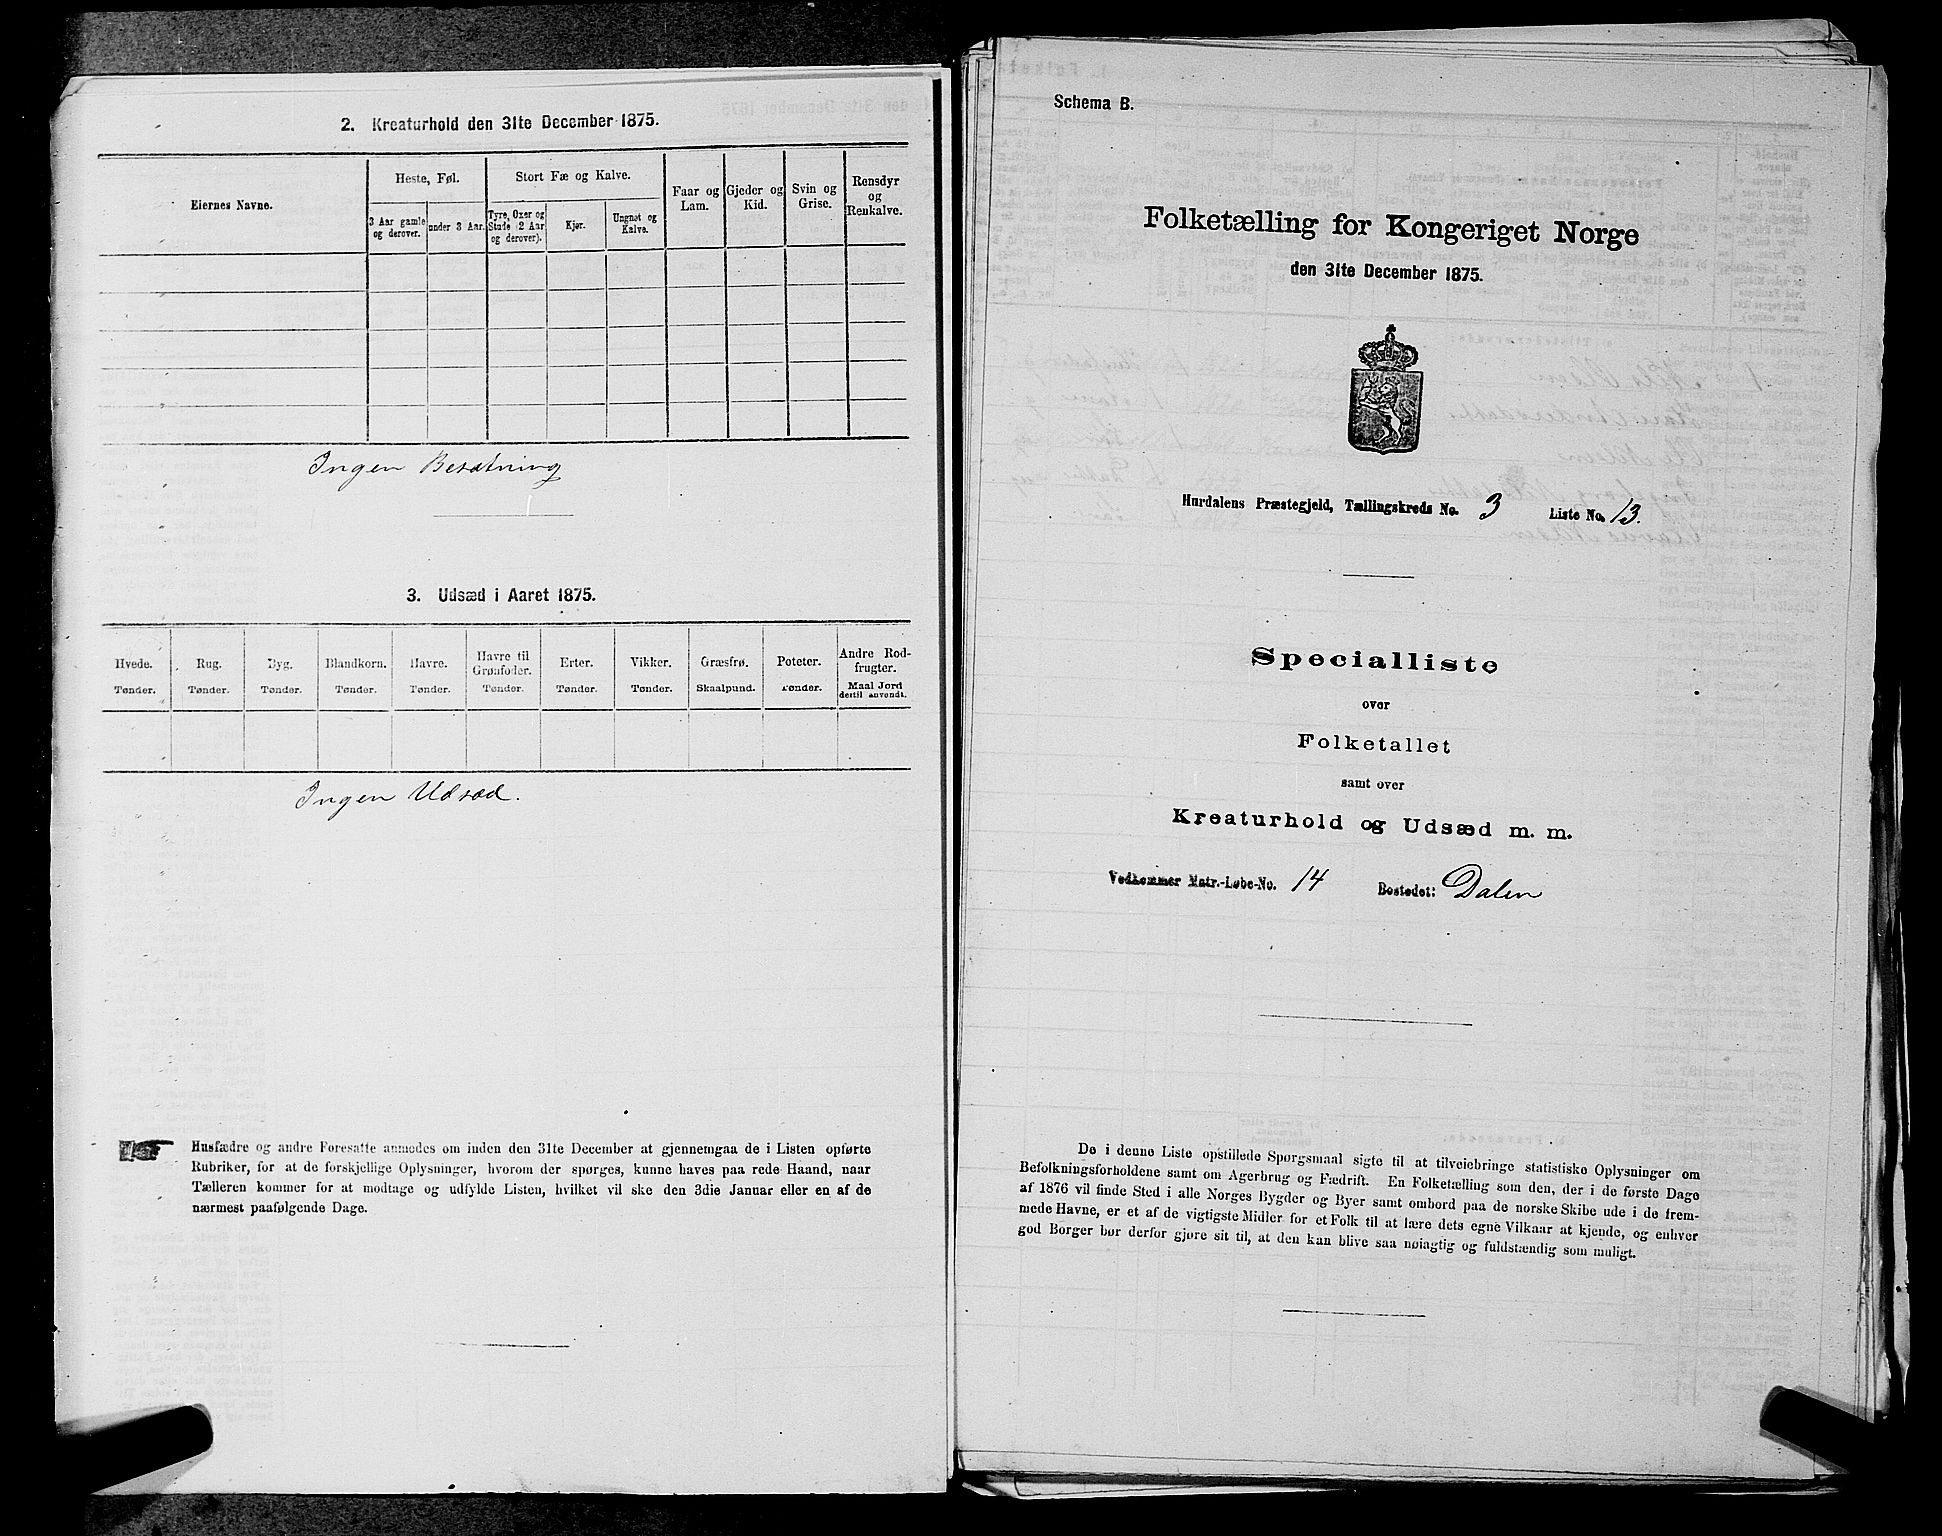 2. Kreaturhold den 31te December 1875.
Eiernes Navne.
Heste, Føl.
Stort Fæ og Kalve.
Faar og Lam.
Gjeder og Kid.
Svin og Grise.
Rensdyr og Renkalve.
3 Aar gamle og derover.
under 3 Aar.
Tyre, Oxer og Stude (2 Aar og derover).
Kjør.
Ungnøt og Kalve.
Ingen Besætning
3. Udsæd i Aaret 1875.
Hvede. Rug. Byg. Blandkorn. Havre. Havre til Grønfoder. Erter. Vikker. Græsfrø. Poteter. Andre Rodfrugter.
Tønder. Tønder. Tønder. Tønder. Tønder. Tønder. Tønder. Tønder. Skaalpund. Tønder. Maal Jord dertil anvendt.
Ingen Udsæd.
Husfædre og andre Foresatte anmodes om inden den 31te December at gjennemgaa de i Listen opførte
Rubriker, for at de forskjellige Oplysninger, hvorom der spørges, kunne haves paa rede Haand, naar
Tælleren kommer for at modtage og udfylde Listen, hvilket vil ske den 3die Januar eller en af de
nærmest paafølgende Dage.
Schema B.
Folketælling for Kongeriget Norge
den 31te December 1875.
Hurdalens Præstegjeld, Tællingskreds No. 3 Liste No. 13.
Specialliste
over
Folketallet
samt over
Kreaturhold og Udsæd m. m.
Vedkommer Matr.-Løbe-No. 14 Bostedet: Dalen
De i denne Liste opstillede Spørgsmaal sigte til at tilveiebringe statistiske Oplysninger om
Befolkningsforholdene samt om Agerbrug og Fædrift. En Folketælling som den, der i de første Dage
af 1876 vil finde Sted i alle Norges Bygder og Byer samt ombord paa de norske Skibe ude i de frem-
mede Havne, er et af de vigtigste Midler for et Folk til at lære dets egne Vilkaar at kjende, og enhver
god Borger bør derfor gjøre sit til, at den kan blive saa nøiagtig og fuldstændig som muligt.